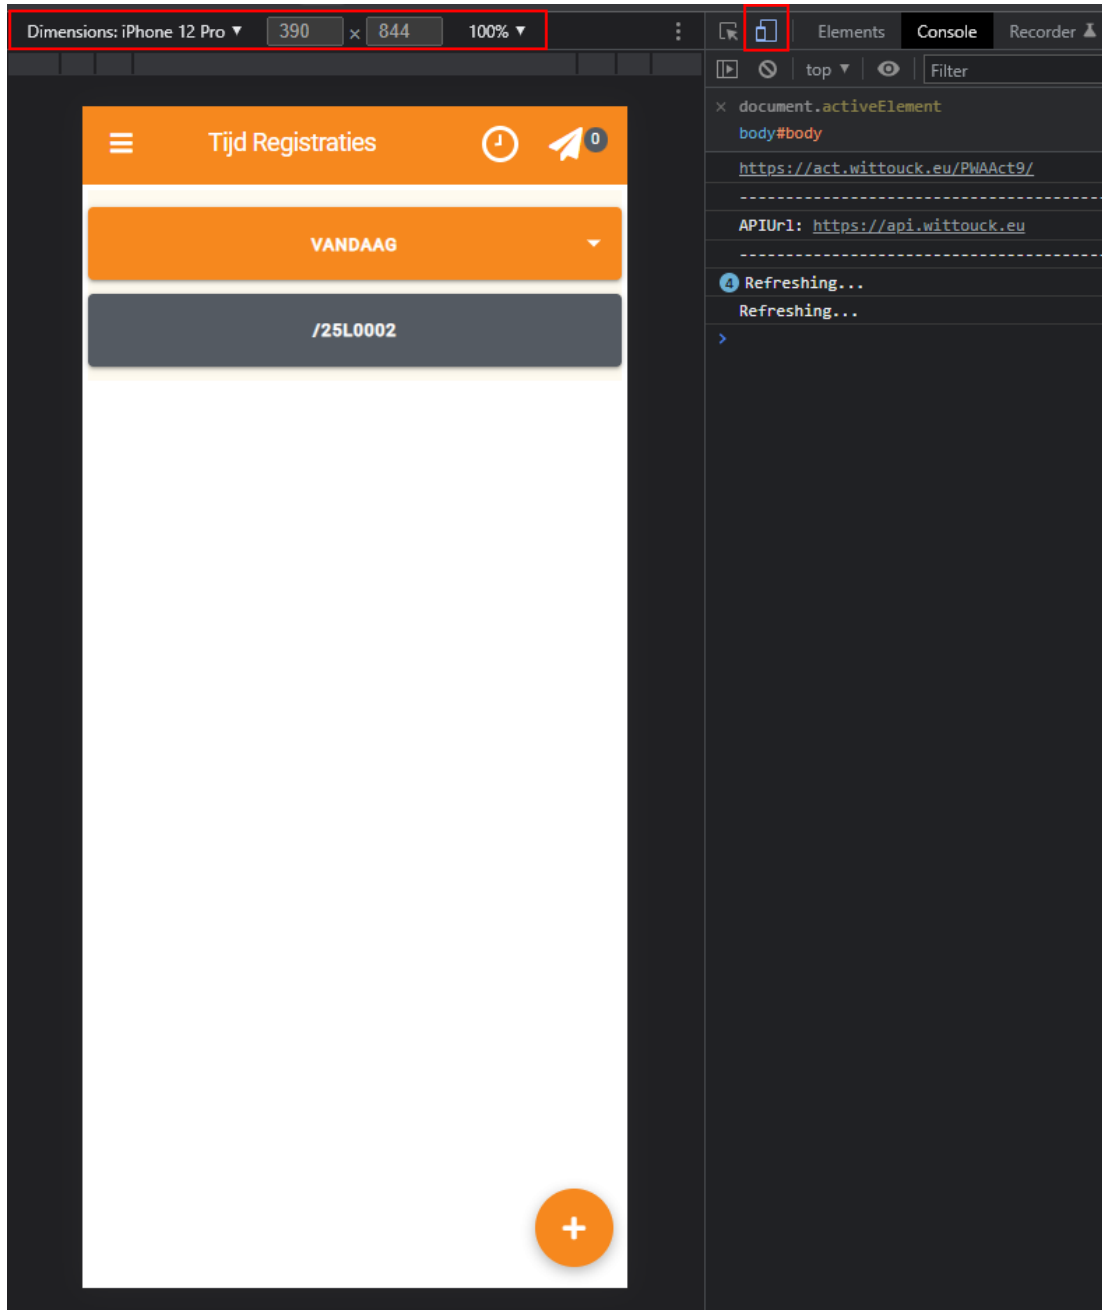 Dimensions: iPhone 12 Pro ▼ 390 × 844 100% ▼
Elements Console Recorder
top ▼ Filter
Tijd Registraties 0
VANDAAG
/25L0002
document.activeElement
body#body
https://act.wittouck.eu/PWAAct9/
----------------------------------------
APIUrl: https://api.wittouck.eu
----------------------------------------
4 Refreshing...
Refreshing...
>
+